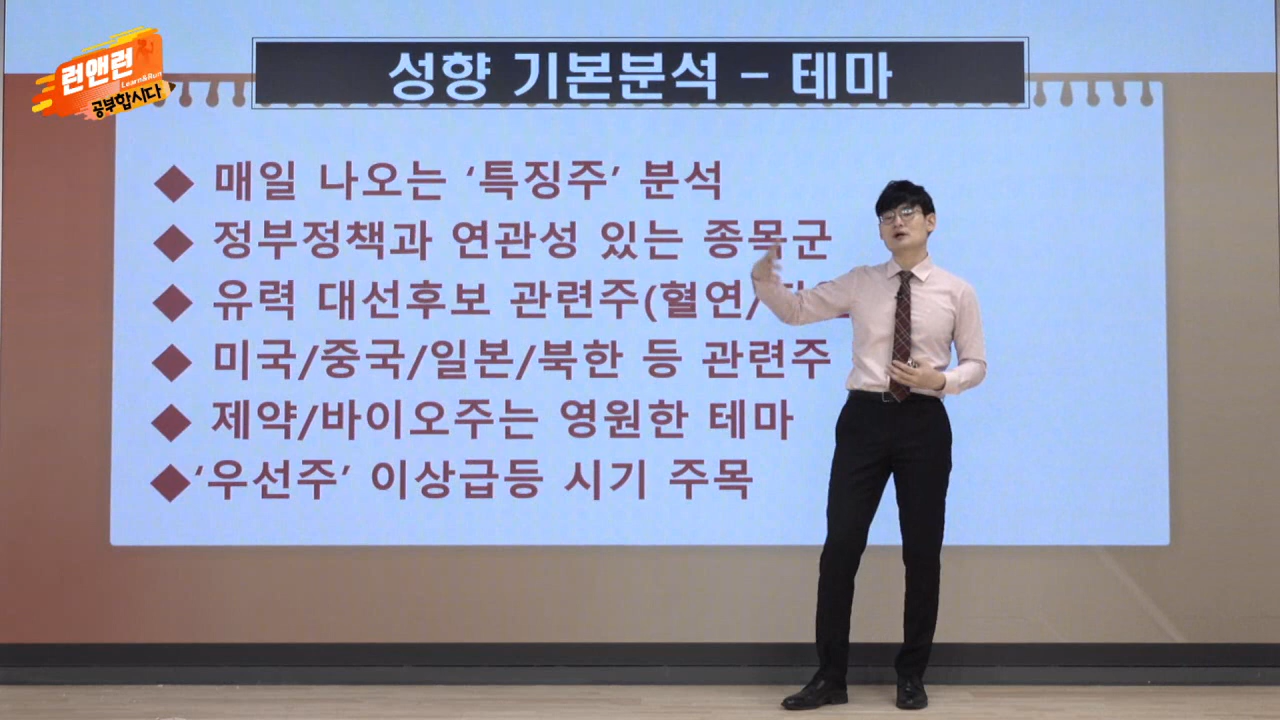 런앤런
Learn&Run
공부합시다
성향 기본분석 - 테마
◆ 매일 나오는 ‘특징주’ 분석
◆ 정부정책과 연관성 있는 종목군
◆ 유력 대선후보 관련주(혈연/
◆ 미국/중국/일본/북한 등 관련주
◆ 제약/바이오주는 영원한 테마
◆ ‘우선주’ 이상급등 시기 주목